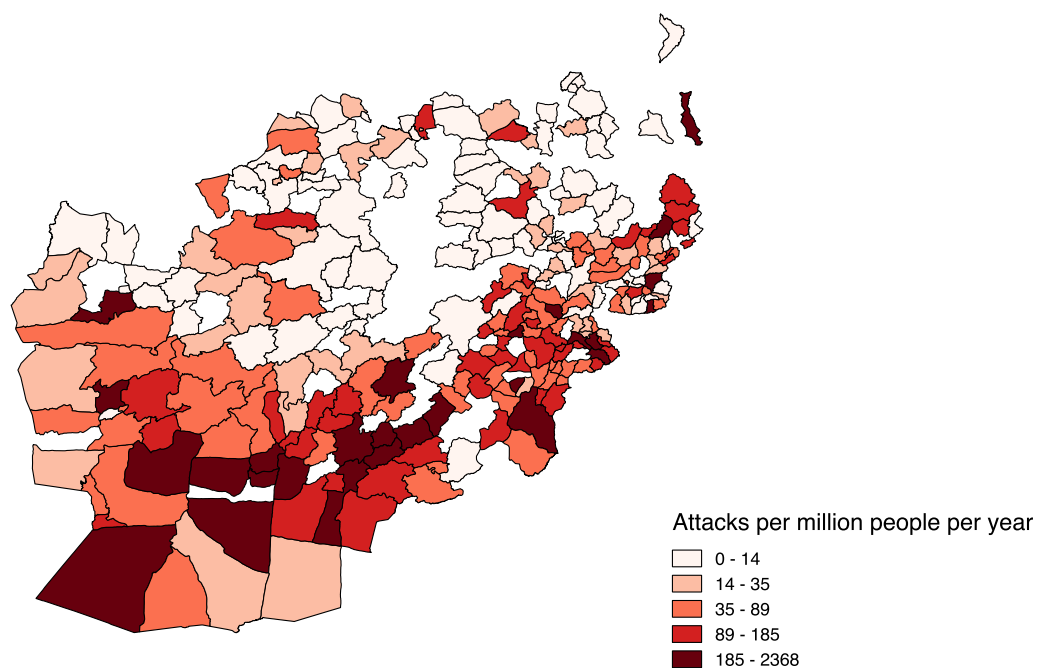 Attacks per million people per year
0 - 14
14 - 35
35 - 89
89 - 185
185 - 2368